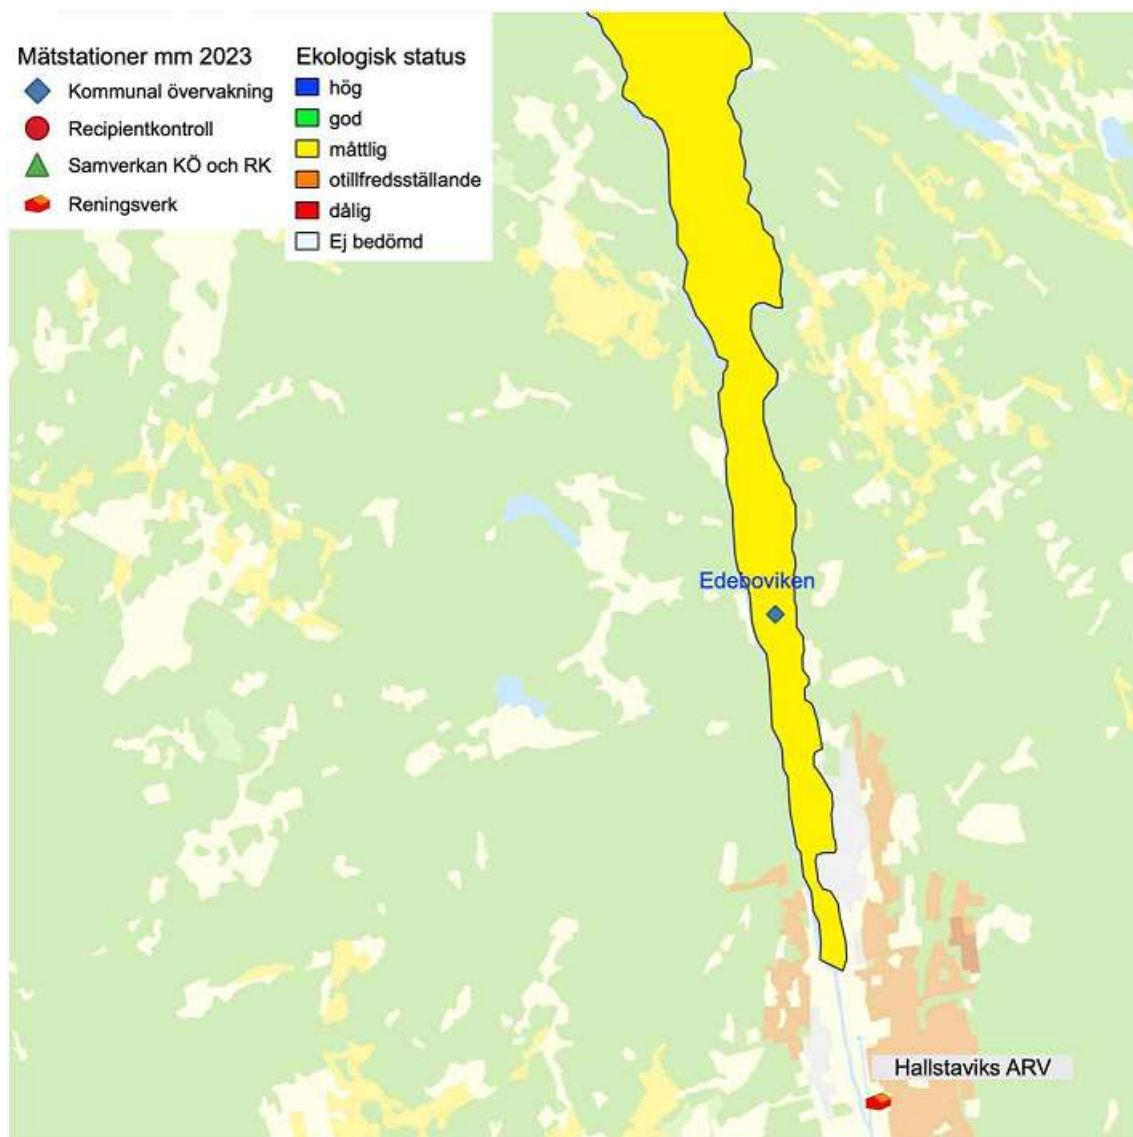 Mätstationer mm 2023
Kommunal övervakning
Recipientkontroll
Samverkan KÖ och RK
Reningsverk
Ekologisk status
hög
god
måttlig
otillfredsställande
dålig
Ej bedömd
Edeboviken
Hallstaviks ARV